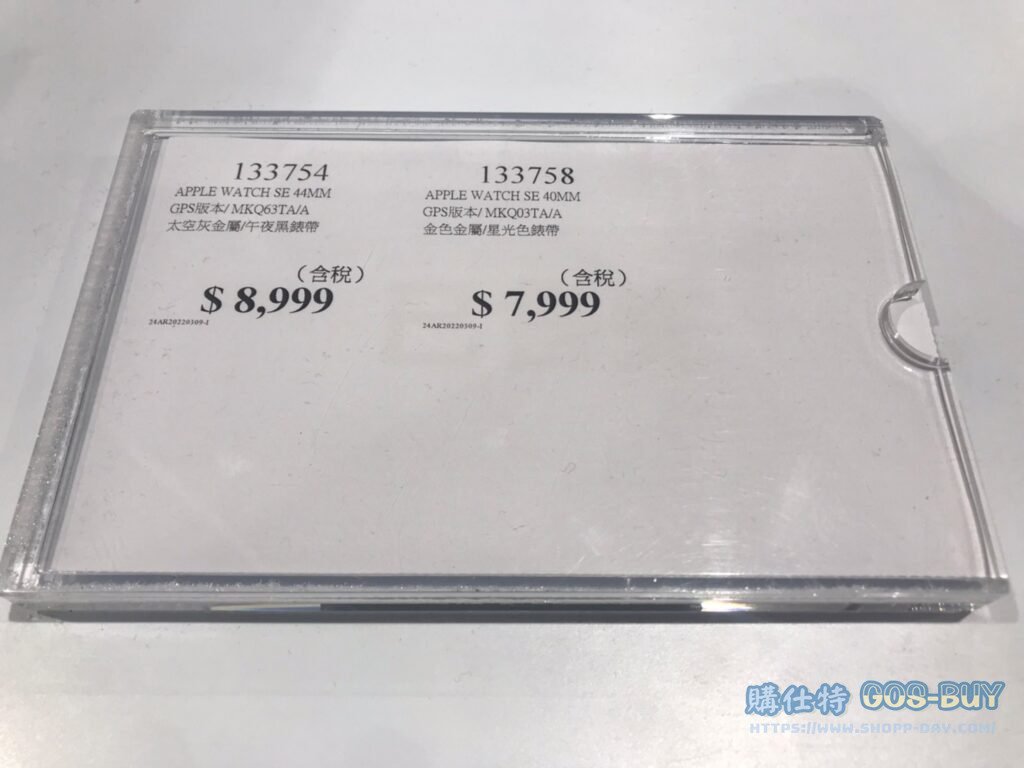 133754
APPLE WATCH SE 44MM
GPS版本/ MKQ63TA/A
太空灰金屬/午夜黑錶帶
(含稅)
$ 8,999
24AR20220309-1
133758
APPLE WATCH SE 40MM
GPS版本/ MKQ03TA/A
金色金屬/星光色錶帶
(含稅)
$ 7,999
24AR20220309-1
購仕特 GOS-BUY
HTTPS://WWW.SHOPP-DAY.COM/